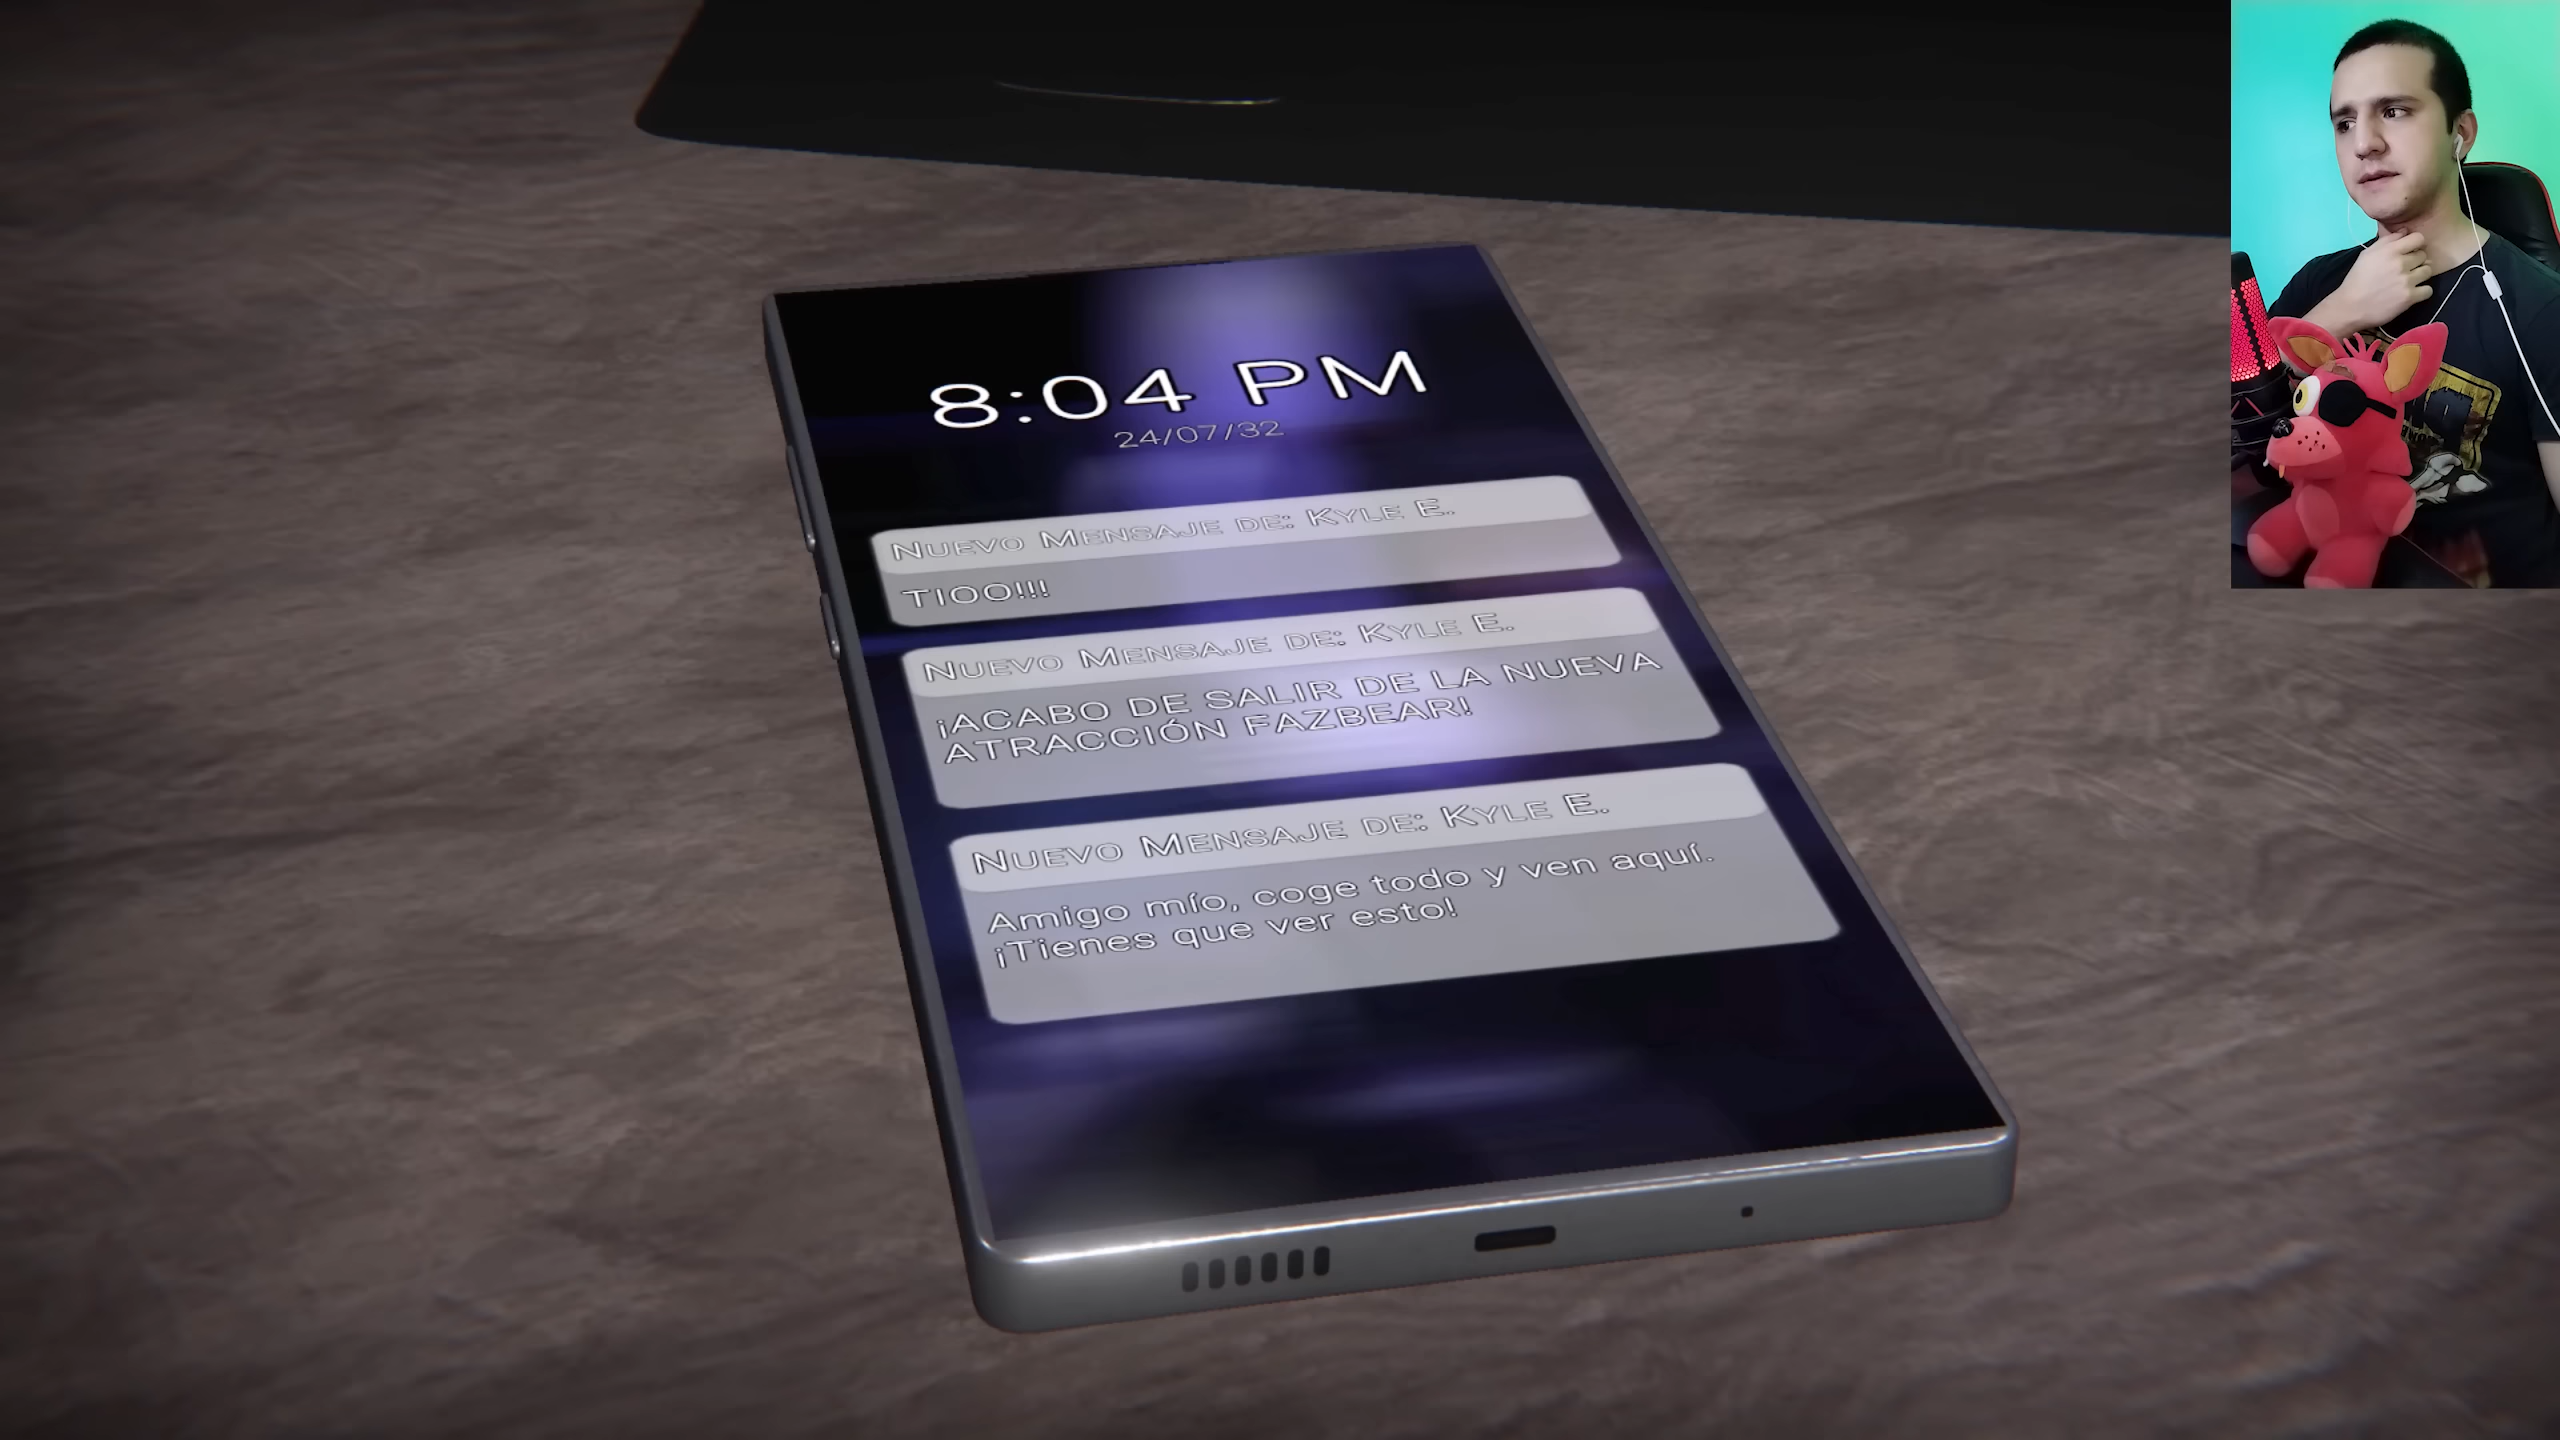 8:04 PM
24/07/32
Nuevo Mensaje de: Kyle E.
TIOO!!!
Nuevo Mensaje de: Kyle E.
¡ACABO DE SALIR DE LA NUEVA
ATRACCIÓN FAZBEAR!
Nuevo Mensaje de: Kyle E.
Amigo mío, coge todo y ven aquí.
¡Tienes que ver esto!